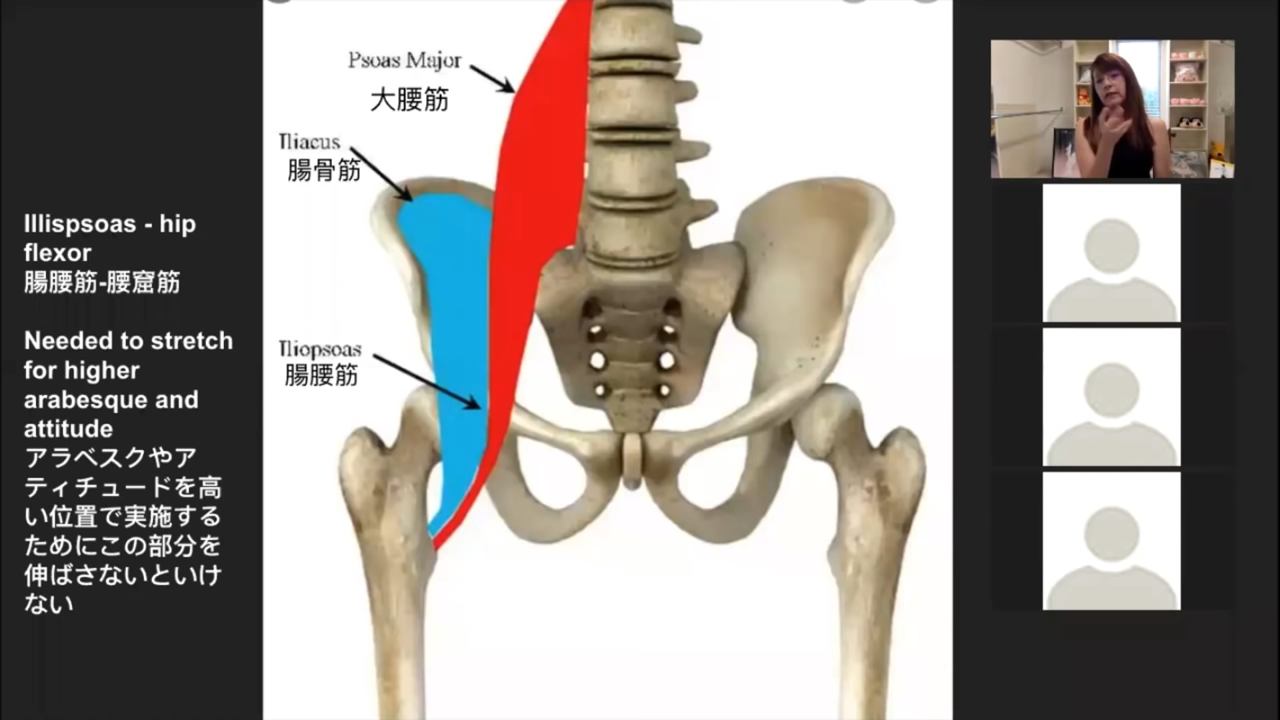 Psoas Major
大腰筋
Iliacus
腸骨筋
Iliopsoas
腸腰筋
Illispsoas - hip
flexor
腸腰筋-腰窟筋
Needed to stretch
for higher
arabesque and
attitude
アラベスクやア
ティチュードを高
い位置で実施する
ためにこの部分を
伸ばさないといけ
ない